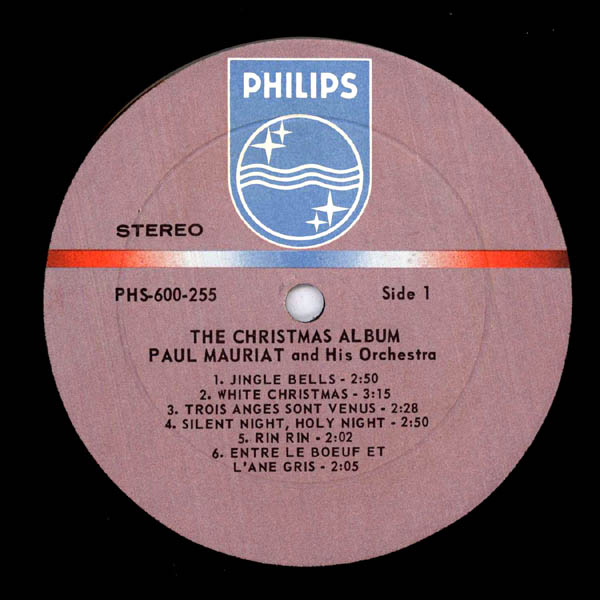 PHILIPS
STEREO
PHS-600-255 Side 1
THE CHRISTMAS ALBUM
PAUL MAURIAT and His Orchestra
1. JINGLE BELLS - 2:50
2. WHITE CHRISTMAS - 3:15
3. TROIS ANGES SONT VENUS - 2:28
4. SILENT NIGHT, HOLY NIGHT - 2:50
5. RIN RIN - 2:02
6. ENTRE LE BOEUF ET
L'ANE GRIS - 2:05